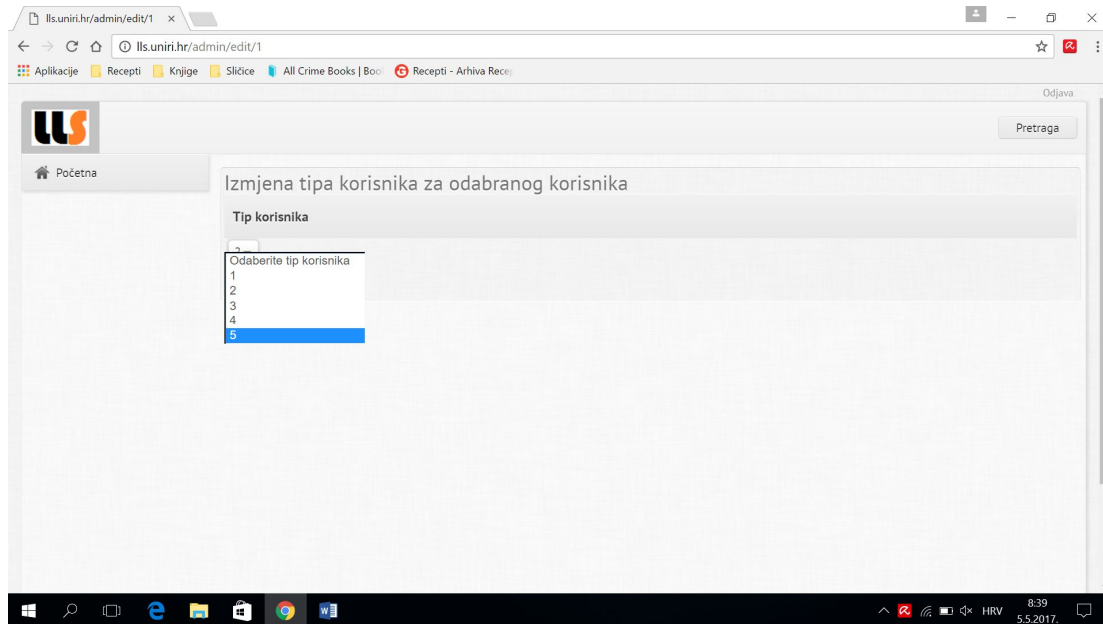 lls.uniri.hr/admin/edit/1
lls.uniri.hr/admin/edit/1
Aplikacije Recepti Knjige Sličice All Crime Books | Boo Recepti - Arhiva Rece
Odjava
LLS
Pretraga
Početna
Izmjena tipa korisnika za odabranog korisnika
Tip korisnika
Odaberite tip korisnika
1
2
3
4
5
HRV
8:39
5.5.2017.